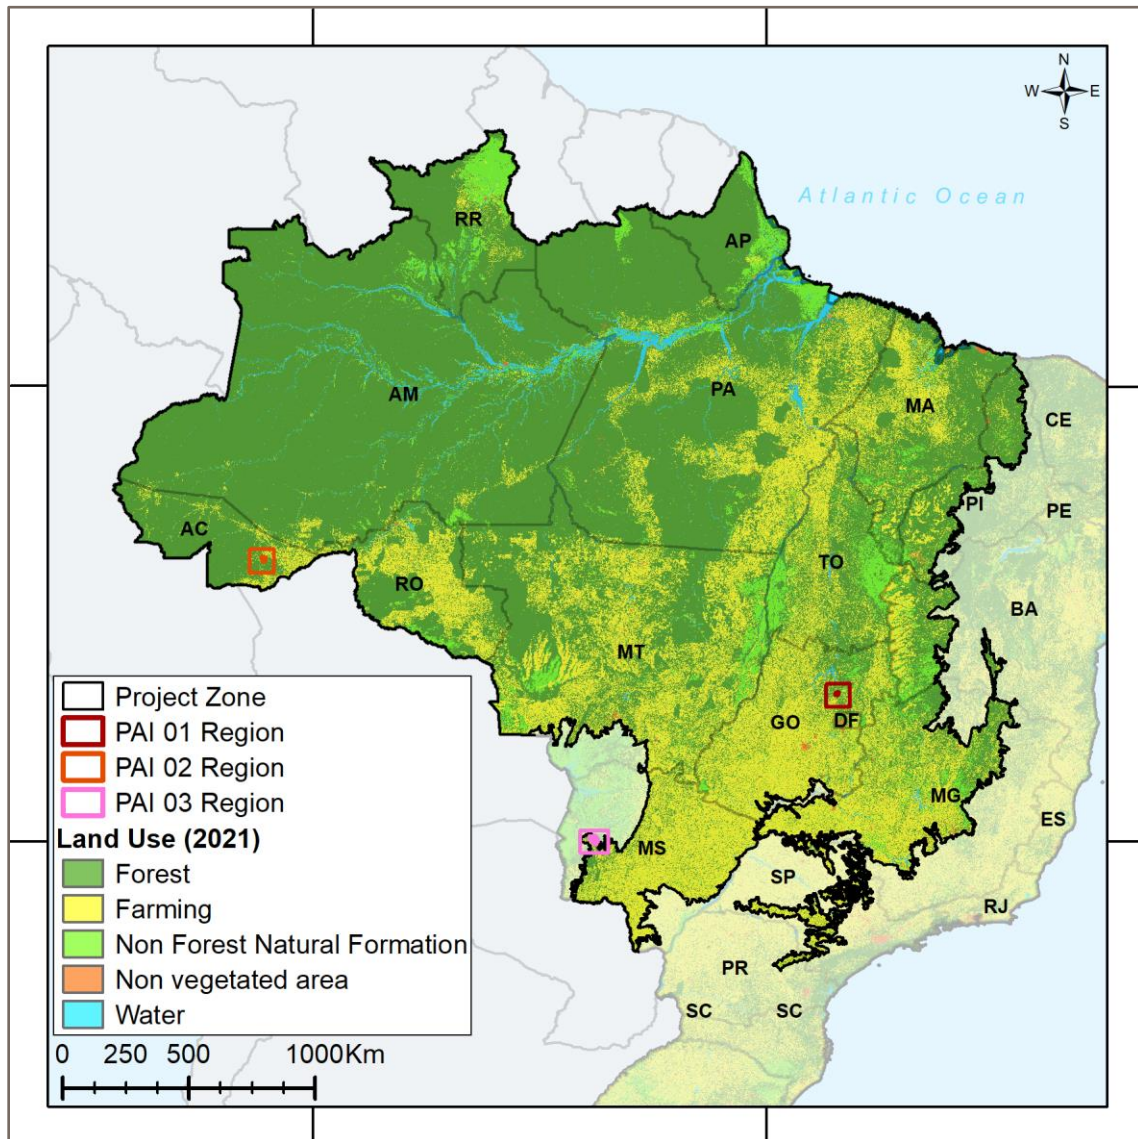 N
W E
S
Atlantic Ocean
RR
AP
AM
PA
MA
CE
PI
PE
AC
TO
RO
BA
MT
GO
DF
MG
ES
MS
SP
RJ
PR
SC
SC
Project Zone
PAI 01 Region
PAI 02 Region
PAI 03 Region
Land Use (2021)
Forest
Farming
Non Forest Natural Formation
Non vegetated area
Water
0 250 500 1000Km